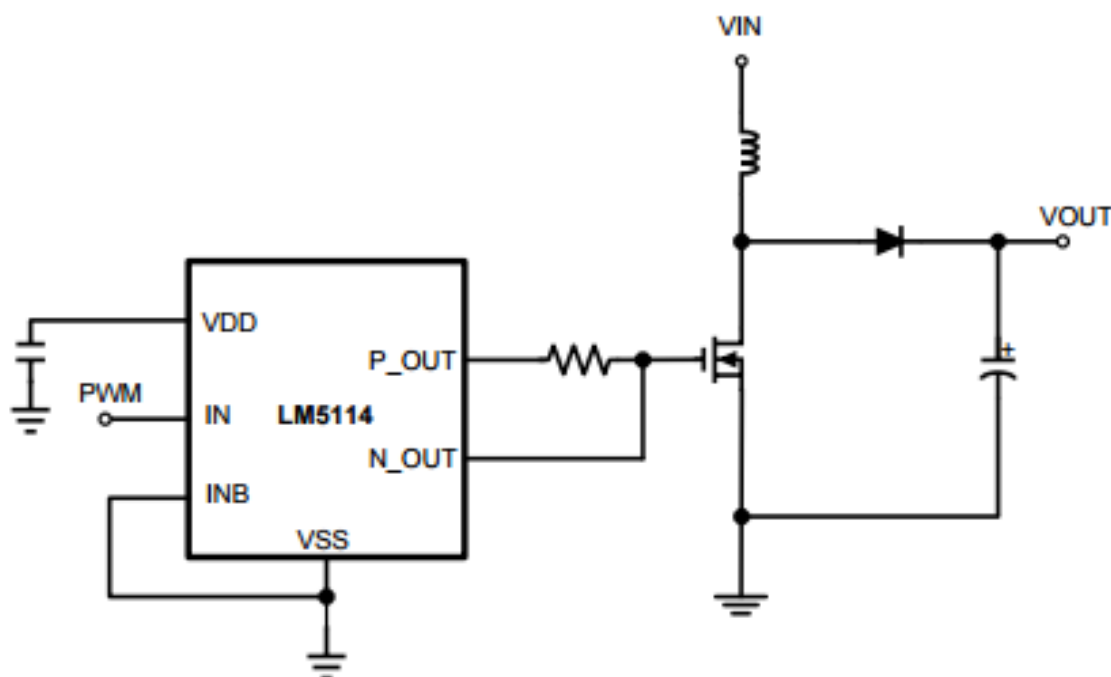 VIN
VOUT
VDD
P_OUT
PWM
IN
LM5114
N_OUT
INB
VSS
+